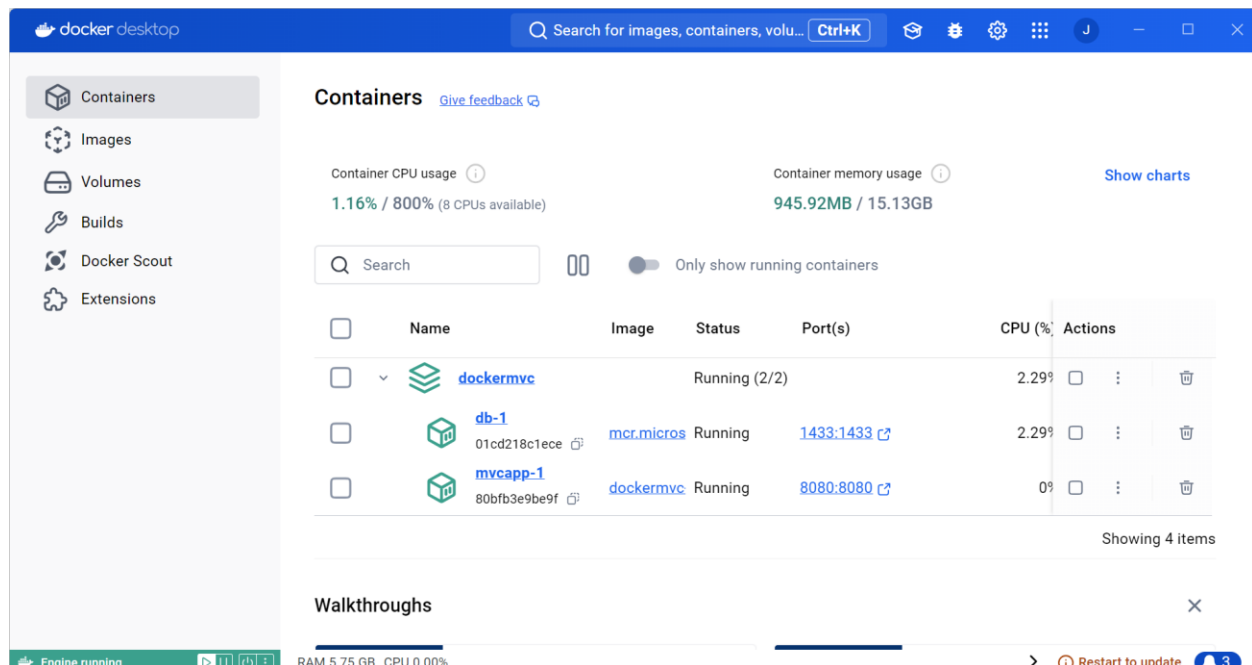 docker desktop
Search for images, containers, volu... Ctrl+K
J
Containers
Images
Volumes
Builds
Docker Scout
Extensions
Containers Give feedback
Container CPU usage
1.16% / 800% (8 CPUs available)
Container memory usage
945.92MB / 15.13GB
Show charts
Search
Only show running containers
Name Image Status Port(s) CPU (%) Actions
dockermvc Running (2/2) 2.29%
db-1
01cd218c1ece
mcr.micros Running 1433:1433 2.29%
mvcapp-1
80bfb3e9be9f
dockermvc Running 8080:8080 0%
Showing 4 items
Walkthroughs
Engine running
RAM 5.75 GB CPU 0.00%
Restart to update
3